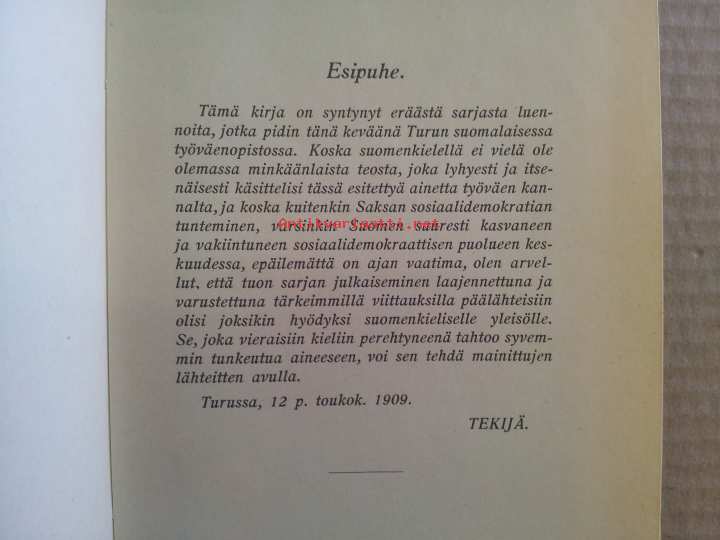 Esipuhe.
Tämä kirja on syntynyt eräästä sarjasta luen-
noita, jotka pidin tänä keväänä Turun suomalaisessa
työväenopistossa. Koska suomenkielellä ei vielä ole
olemassa minkäänlaista teosta, joka lyhyesti ja itse-
näisesti käsittelisi tässä esitettyä ainetta työväen kan-
nalta, ja koska kuitenkin Saksan sosiaalidemokratian
tunteminen, varsinkin Suomen suuresti kasvaneen
ja vakiintuneen sosiaalidemokraattisen puolueen kes-
kuudessa, epäilemättä on ajan vaatima, olen arvel-
lut, että tuon sarjan julkaiseminen laajennettuna ja
varustettuna tärkeimmillä viittauksilla päälähteisiin
olisi joksikin hyödyksi suomenkieliselle yleisölle.
Se, joka vieraisiin kieliin perehtyneenä tahtoo syvem-
min tunkeutua aineeseen, voi sen tehdä mainittujen
lähteitten avulla.
Turussa, 12 p. toukok. 1909.
TEKIJÄ.